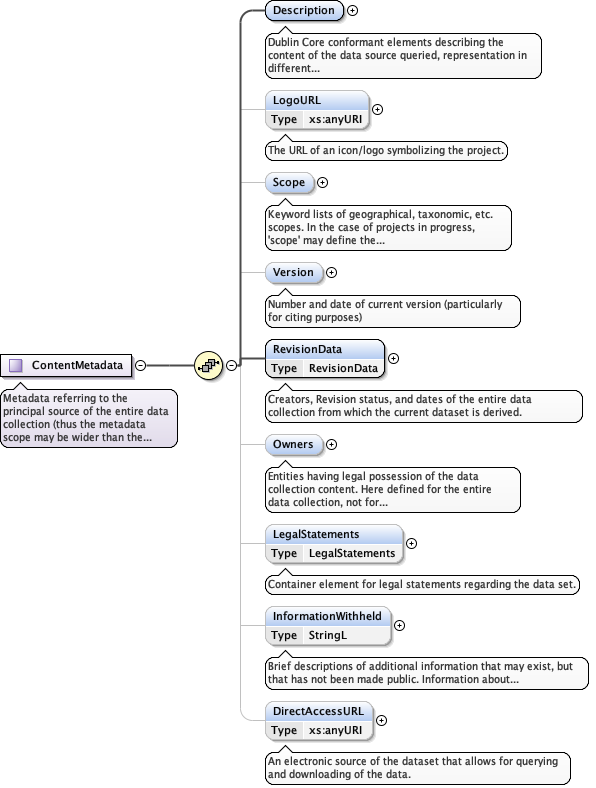 Description
Dublin Core conformant elements describing the
content of the data source queried, representation in
different...
LogoURL
Type xs:anyURI
The URL of an icon/logo symbolizing the project.
Scope
Keyword lists of geographical, taxonomic, etc.
scopes. In the case of projects in progress,
'scope' may define the...
Version
Number and date of current version (particularly
for citing purposes)
ContentMetadata
Metadata referring to the
principal source of the entire data
collection (thus the metadata
scope may be wider than the...
RevisionData
Type RevisionData
Creators, Revision status, and dates of the entire data
collection from which the current dataset is derived.
Owners
Entities having legal possession of the data
collection content. Here defined for the entire
data collection, not for...
LegalStatements
Type LegalStatements
Container element for legal statements regarding the data set.
InformationWithheld
Type StringL
Brief descriptions of additional information that may exist, but
that has not been made public. Information about...
DirectAccessURL
Type xs:anyURI
An electronic source of the dataset that allows for querying
and downloading of the data.